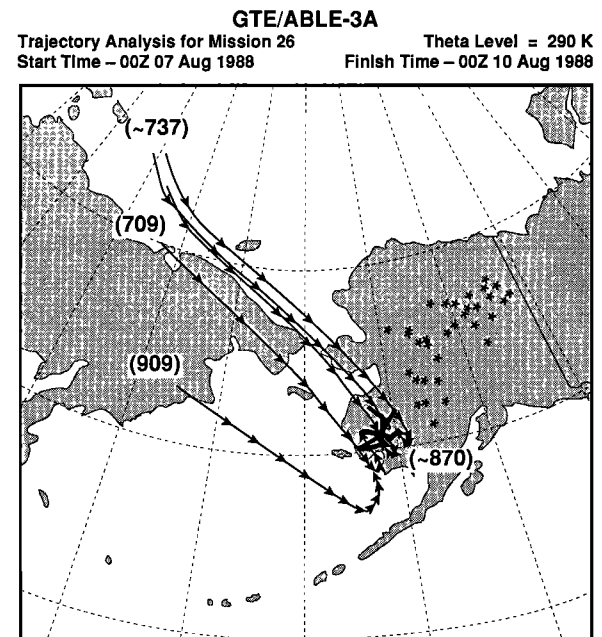 GTE/ABLE-3A
Trajectory Analysis for Mission 26
Theta Level = 290 K
Start Time – 00Z 07 Aug 1988
Finish Time – 00Z 10 Aug 1988
(~737)
(709)
(909)
(~870)